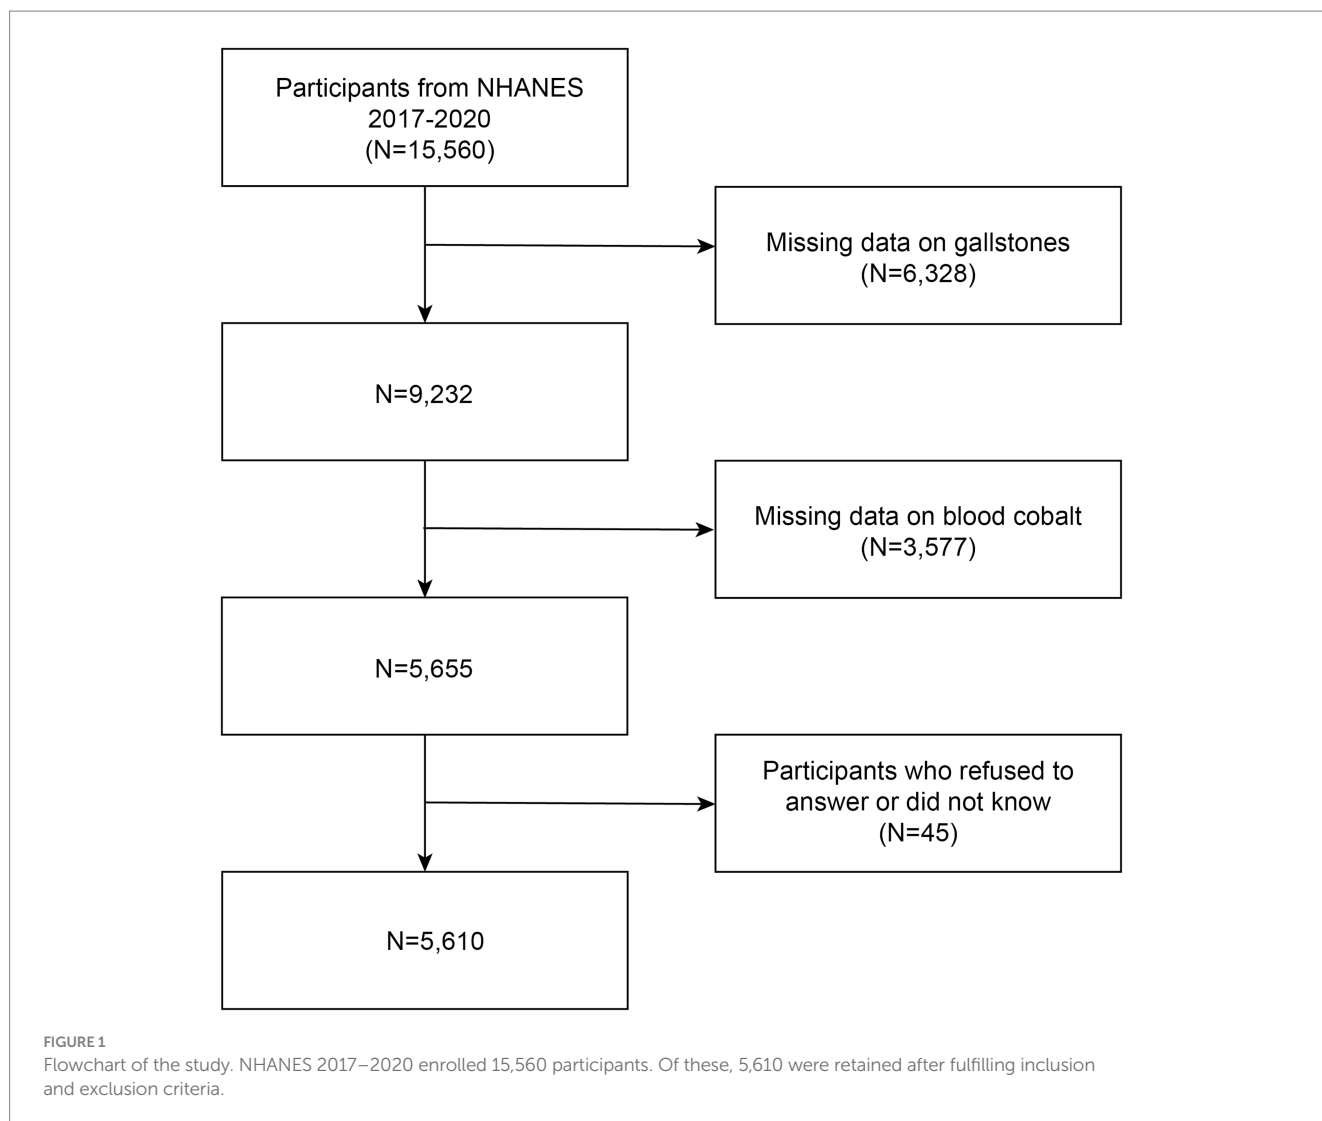 Participants from NHANES
2017-2020
(N=15,560)
Missing data on gallstones
(N=6,328)
N=9,232
Missing data on blood cobalt
(N=3,577)
N=5,655
Participants who refused to
answer or did not know
(N=45)
N=5,610
FIGURE 1
Flowchart of the study. NHANES 2017–2020 enrolled 15,560 participants. Of these, 5,610 were retained after fulfilling inclusion
and exclusion criteria.